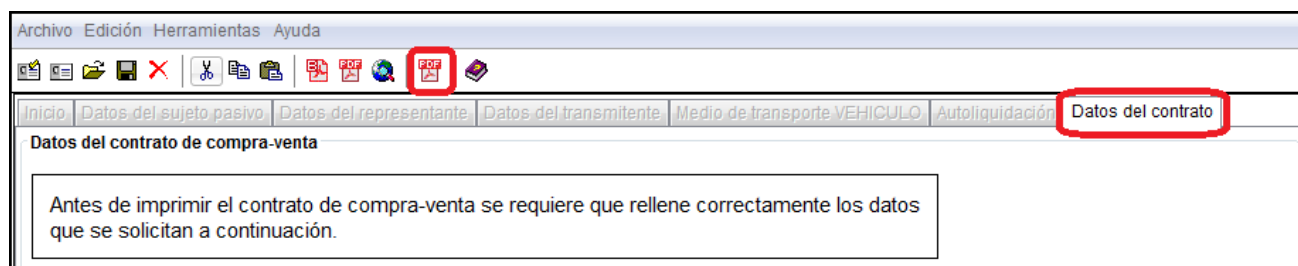 Archivo Edición Herramientas Ayuda
PDF PDF
Inicio Datos del sujeto pasivo Datos del representante Datos del transmitente Medio de transporte VEHICULO Autoliquidación Datos del contrato
Datos del contrato de compra-venta
Antes de imprimir el contrato de compra-venta se requiere que rellene correctamente los datos
que se solicitan a continuación.